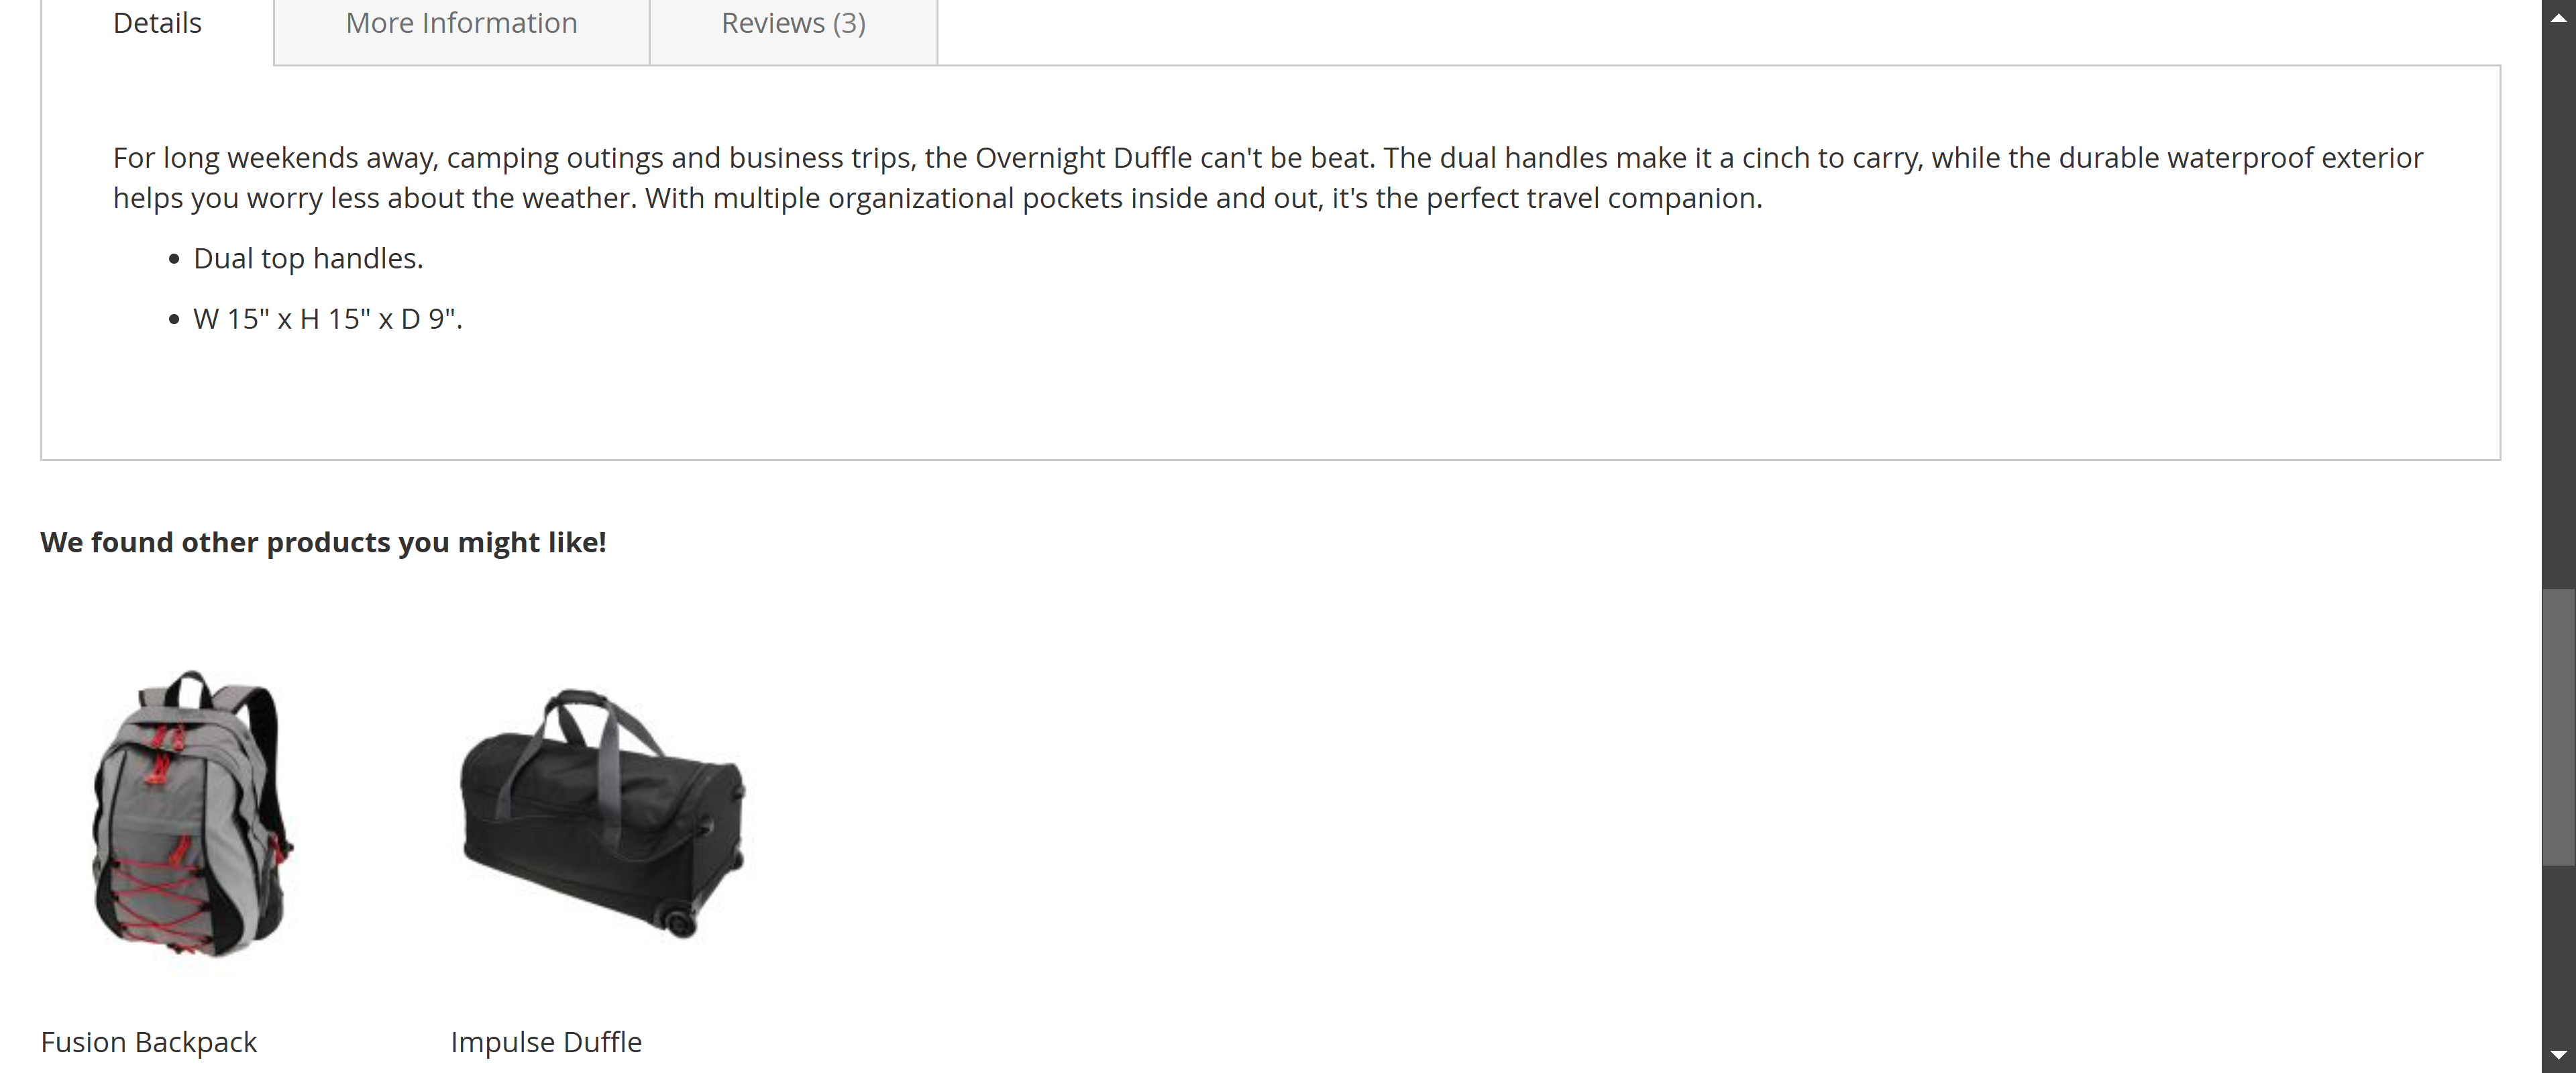 Details
More Information
Reviews (3)
For long weekends away, camping outings and business trips, the Overnight Duffle can't be beat. The dual handles make it a cinch to carry, while the durable waterproof exterior
helps you worry less about the weather. With multiple organizational pockets inside and out, it's the perfect travel companion.
• Dual top handles.
• W 15" x H 15" x D 9".
We found other products you might like!
Fusion Backpack
Impulse Duffle